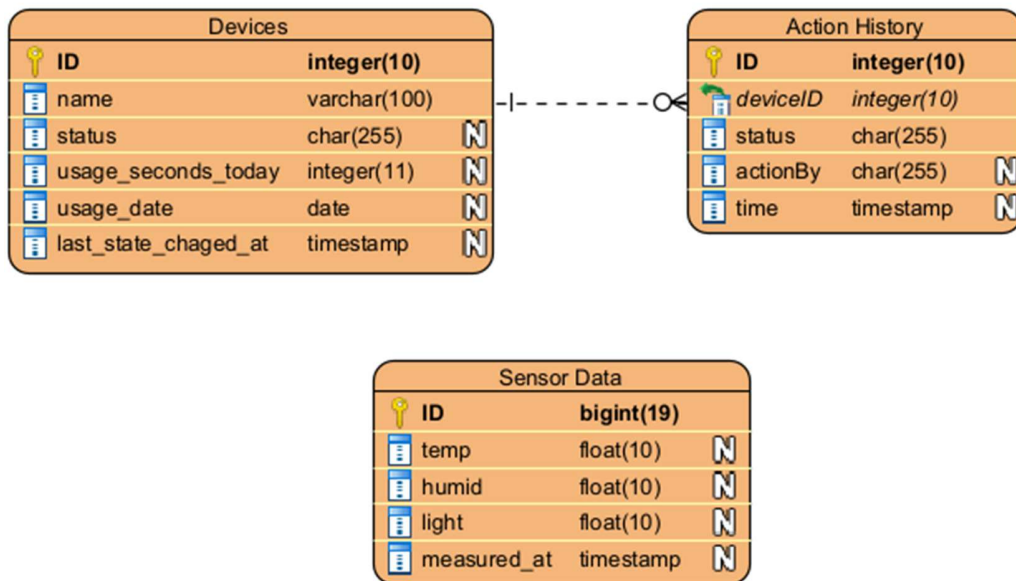 Devices
ID integer(10)
name varchar(100)
status char(255) N
usage_seconds_today integer(11) N
usage_date date N
last_state_chaged_at timestamp N
Action History
ID integer(10)
deviceID integer(10)
status char(255)
actionBy char(255) N
time timestamp N
Sensor Data
ID bigint(19)
temp float(10) N
humid float(10) N
light float(10) N
measured_at timestamp N